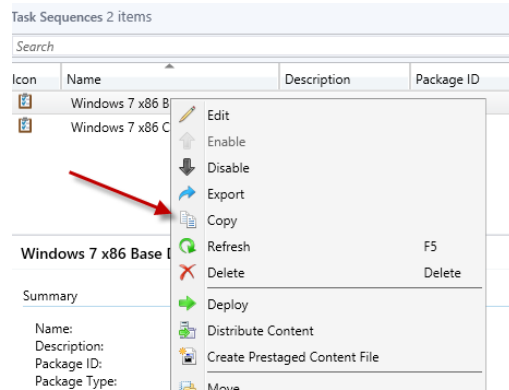 Task Sequences 2 items
Search
Icon Name Description Package ID
Windows 7 x86 B
Windows 7 x86 C
Edit
Enable
Disable
Export
Copy
Refresh F5
Delete Delete
Deploy
Distribute Content
Create Prestaged Content File
Move
Windows 7 x86 Base
Summary
Name:
Description:
Package ID:
Package Type: